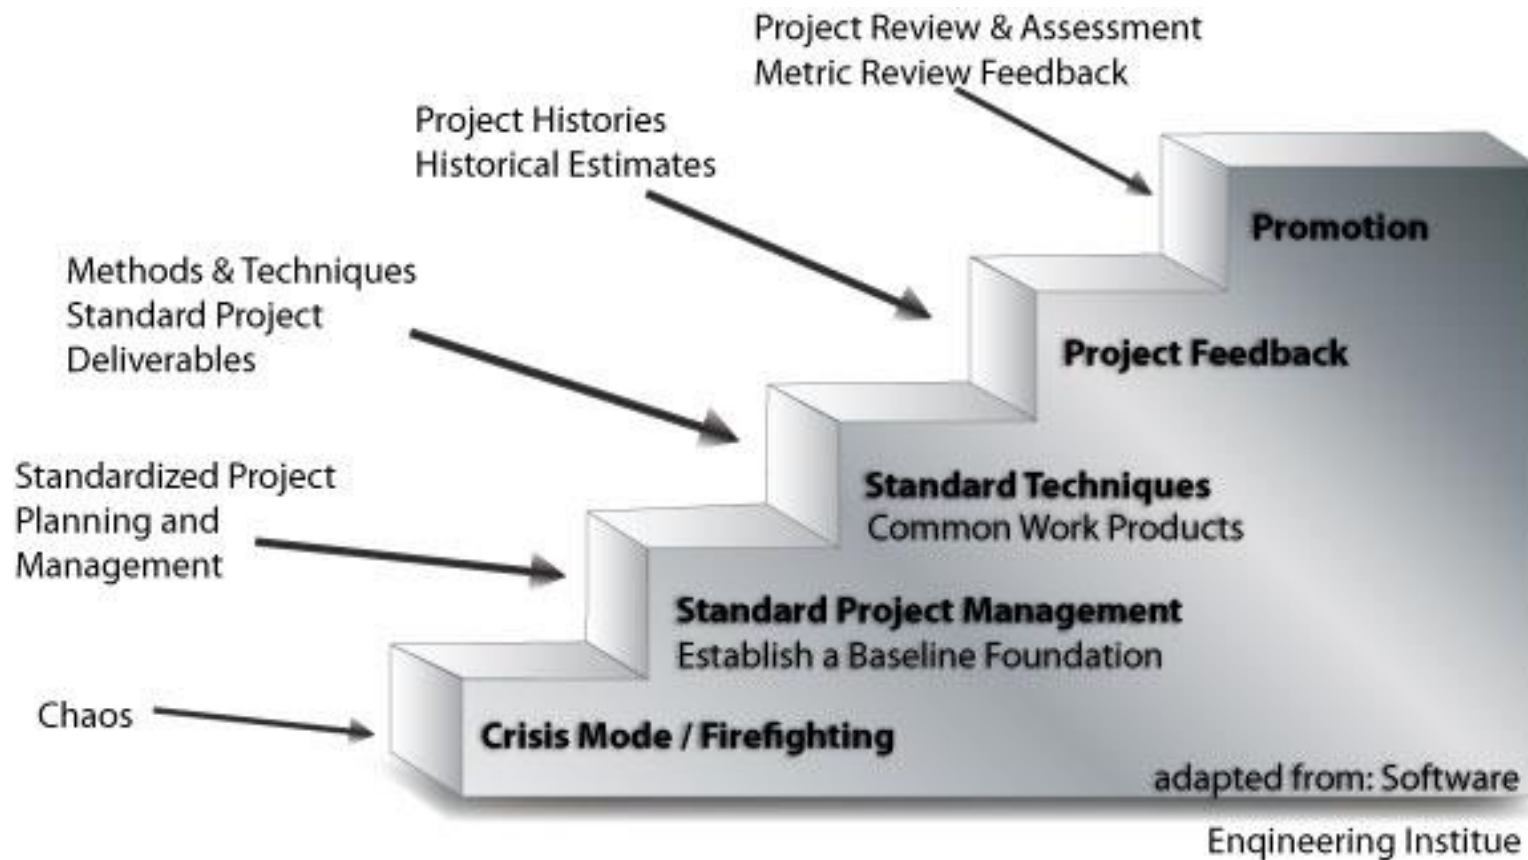 Project Review & Assessment
Metric Review Feedback
Project Histories
Historical Estimates
Promotion
Methods & Techniques
Standard Project
Deliverables
Project Feedback
Standardized Project
Planning and
Management
Standard Techniques
Common Work Products
Standard Project Management
Establish a Baseline Foundation
Chaos
Crisis Mode / Firefighting
adapted from: Software
Enqineering Institue